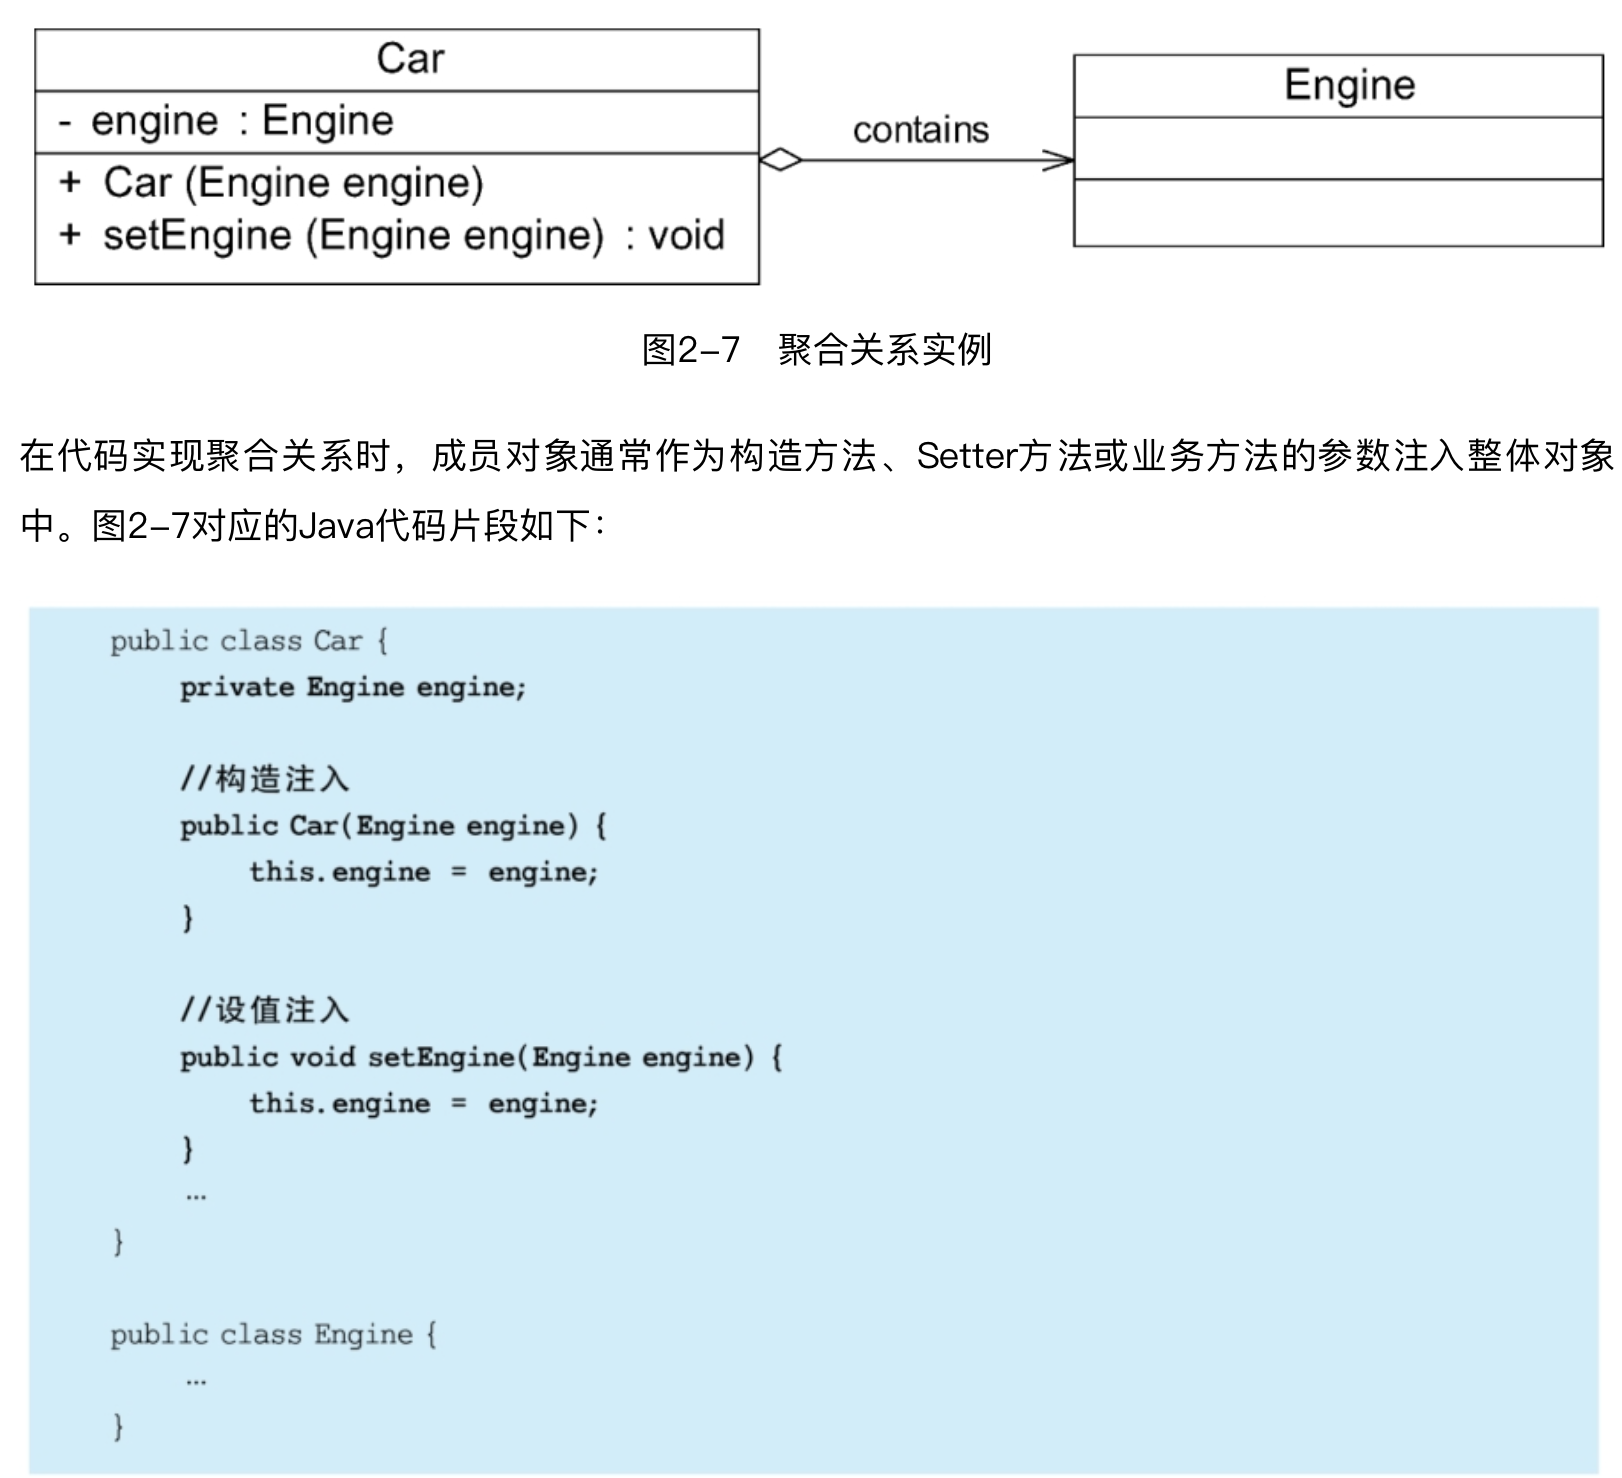 Car
- engine : Engine
+ Car (Engine engine)
+ setEngine (Engine engine) : void
contains
Engine
图2-7 聚合关系实例
在代码实现聚合关系时，成员对象通常作为构造方法、Setter方法或业务方法的参数注入整体对象
中。图2-7对应的Java代码片段如下：
public class Car {
private Engine engine;
//构造注入
public Car(Engine engine) {
this.engine = engine;
}
//设值注入
public void setEngine(Engine engine) {
this.engine = engine;
}
…
}
public class Engine {
…
}